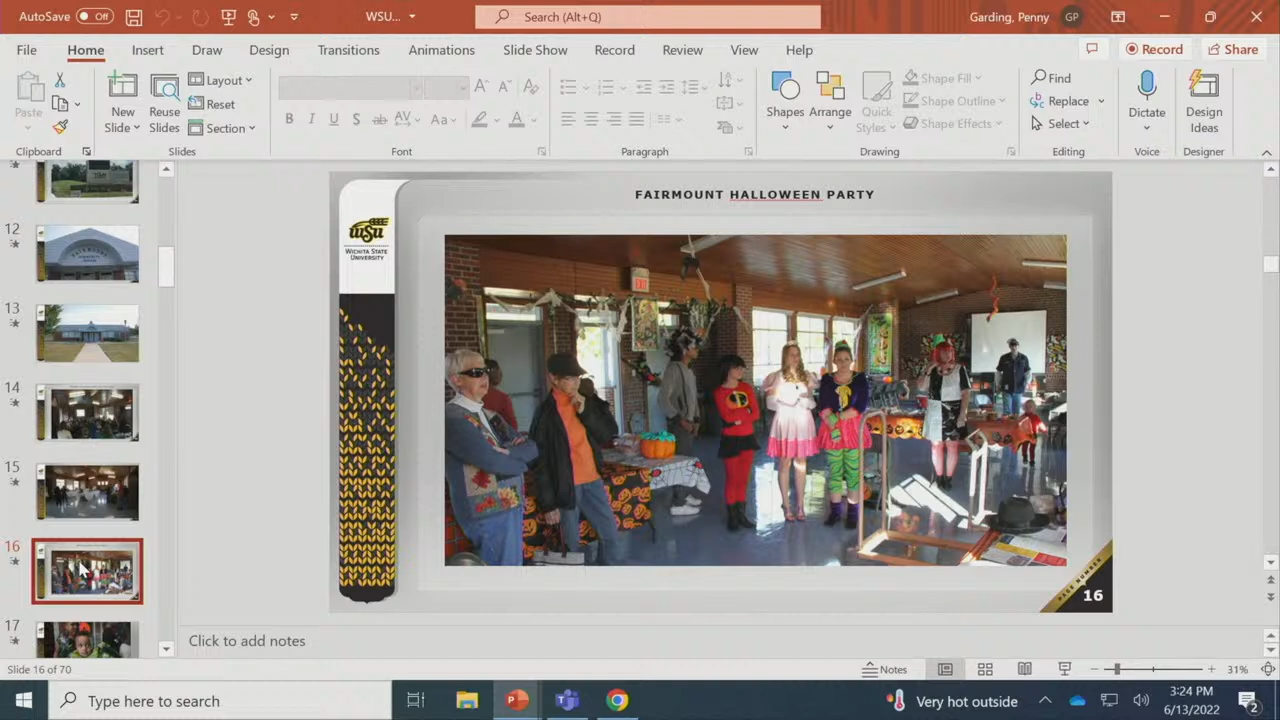 AutoSave Off WSU... Search (Alt+Q) Garding, Penny GP
File Home Insert Draw Design Transitions Animations Slide Show Record Review View Help Record Share
Paste New Slide Reuse Slides Layout Reset Section Shapes Arrange Quick Styles Shape Fill Shape Outline Shape Effects Find Replace Select Dictate Design Ideas
Clipboard Slides Font Paragraph Drawing Editing Voice Designer
12
13
14
15
16
17
FAIRMOUNT HALLOWEEN PARTY
wsu
WICHITA STATE
UNIVERSITY
EXIT
PAGE NUMBER
16
Click to add notes
Slide 16 of 70 Notes 31%
Type here to search Very hot outside 3:24 PM
6/13/2022 2